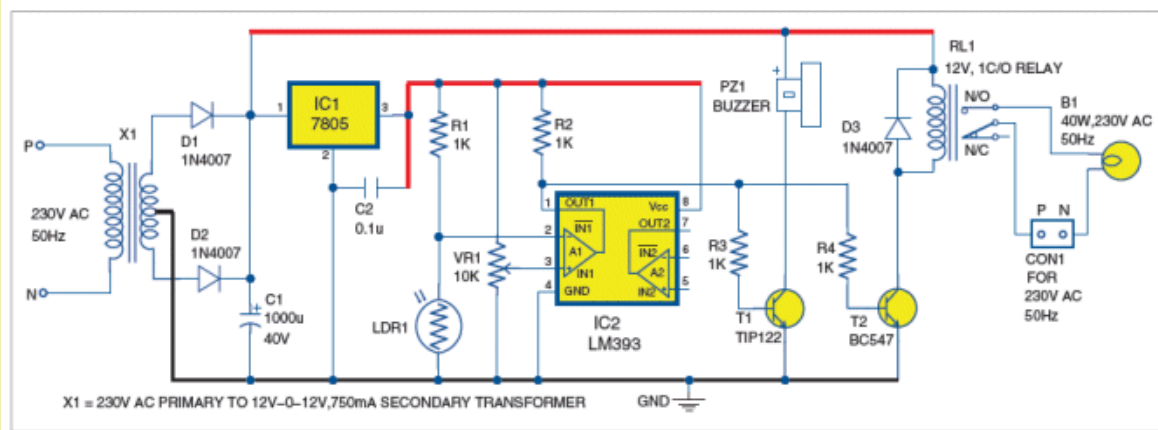 P
N
230V AC
50Hz
X1
D1
1N4007
D2
1N4007
C1
1000u
40V
+
1
IC1
7805
3
2
C2
0.1u
R1
1K
R2
1K
LDR1
VR1
10K
1
OUT1
Vcc
8
OUT2
7
2
IN1
IN2
6
A1
A2
3
IN1
IN2
5
4
GND
IC2
LM393
R3
1K
R4
1K
T1
TIP122
T2
BC547
+
PZ1
BUZZER
D3
1N4007
RL1
12V, 1C/O RELAY
N/O
N/C
B1
40W,230V AC
50Hz
P N
CON1
FOR
230V AC
50Hz
GND
X1 = 230V AC PRIMARY TO 12V–0–12V,750mA SECONDARY TRANSFORMER